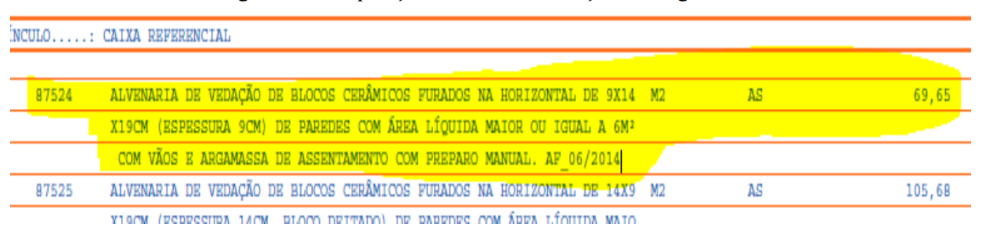 ÍNCULO.....: CAIXA REFERENCIAL
87524 ALVENARIA DE VEDAÇÃO DE BLOCOS CERÂMICOS FURADOS NA HORIZONTAL DE 9X14 M2 AS 69,65
X19CM (ESPESSURA 9CM) DE PAREDES COM ÁREA LÍQUIDA MAIOR OU IGUAL A 6M²
COM VÃOS E ARGAMASSA DE ASSENTAMENTO COM PREPARO MANUAL. AF_06/2014
87525 ALVENARIA DE VEDAÇÃO DE BLOCOS CERÂMICOS FURADOS NA HORIZONTAL DE 14X9 M2 AS 105,68
X19CM (ESPESSURA 14CM, BLOCO DEITADO) DE PAREDES COM ÁREA LÍQUIDA MAIO